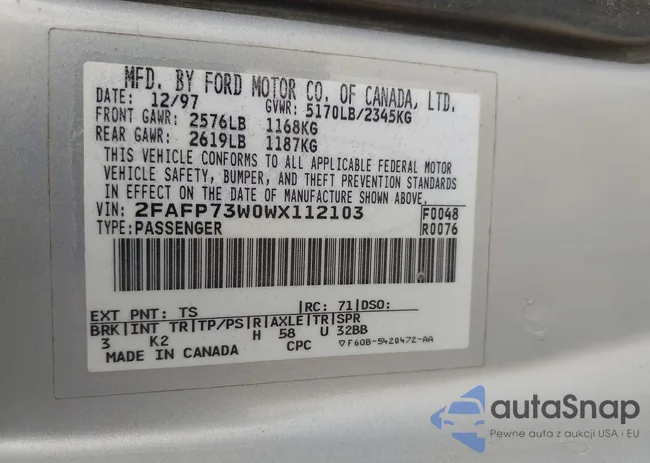 MFD. BY FORD MOTOR CO. OF CANADA, LTD.
DATE: 12/97 GVWR: 5170LB/2345KG
FRONT GAWR: 2576LB 1168KG
REAR GAWR: 2619LB 1187KG
THIS VEHICLE CONFORMS TO ALL APPLICABLE FEDERAL MOTOR
VEHICLE SAFETY, BUMPER, AND THEFT PREVENTION STANDARDS
IN EFFECT ON THE DATE OF MANUFACTURE SHOWN ABOVE.
VIN: 2FAFP73W0WX112103 F0048
TYPE: PASSENGER R0076
EXT PNT: TS RC: 71 DSO:
BRK INT TR TP/PS R AXLE TR SPR
3 K2 H 58 U 32BB
MADE IN CANADA CPC F60B-5420472-AA
autaSnap
Pewne auta z aukcji USA i EU